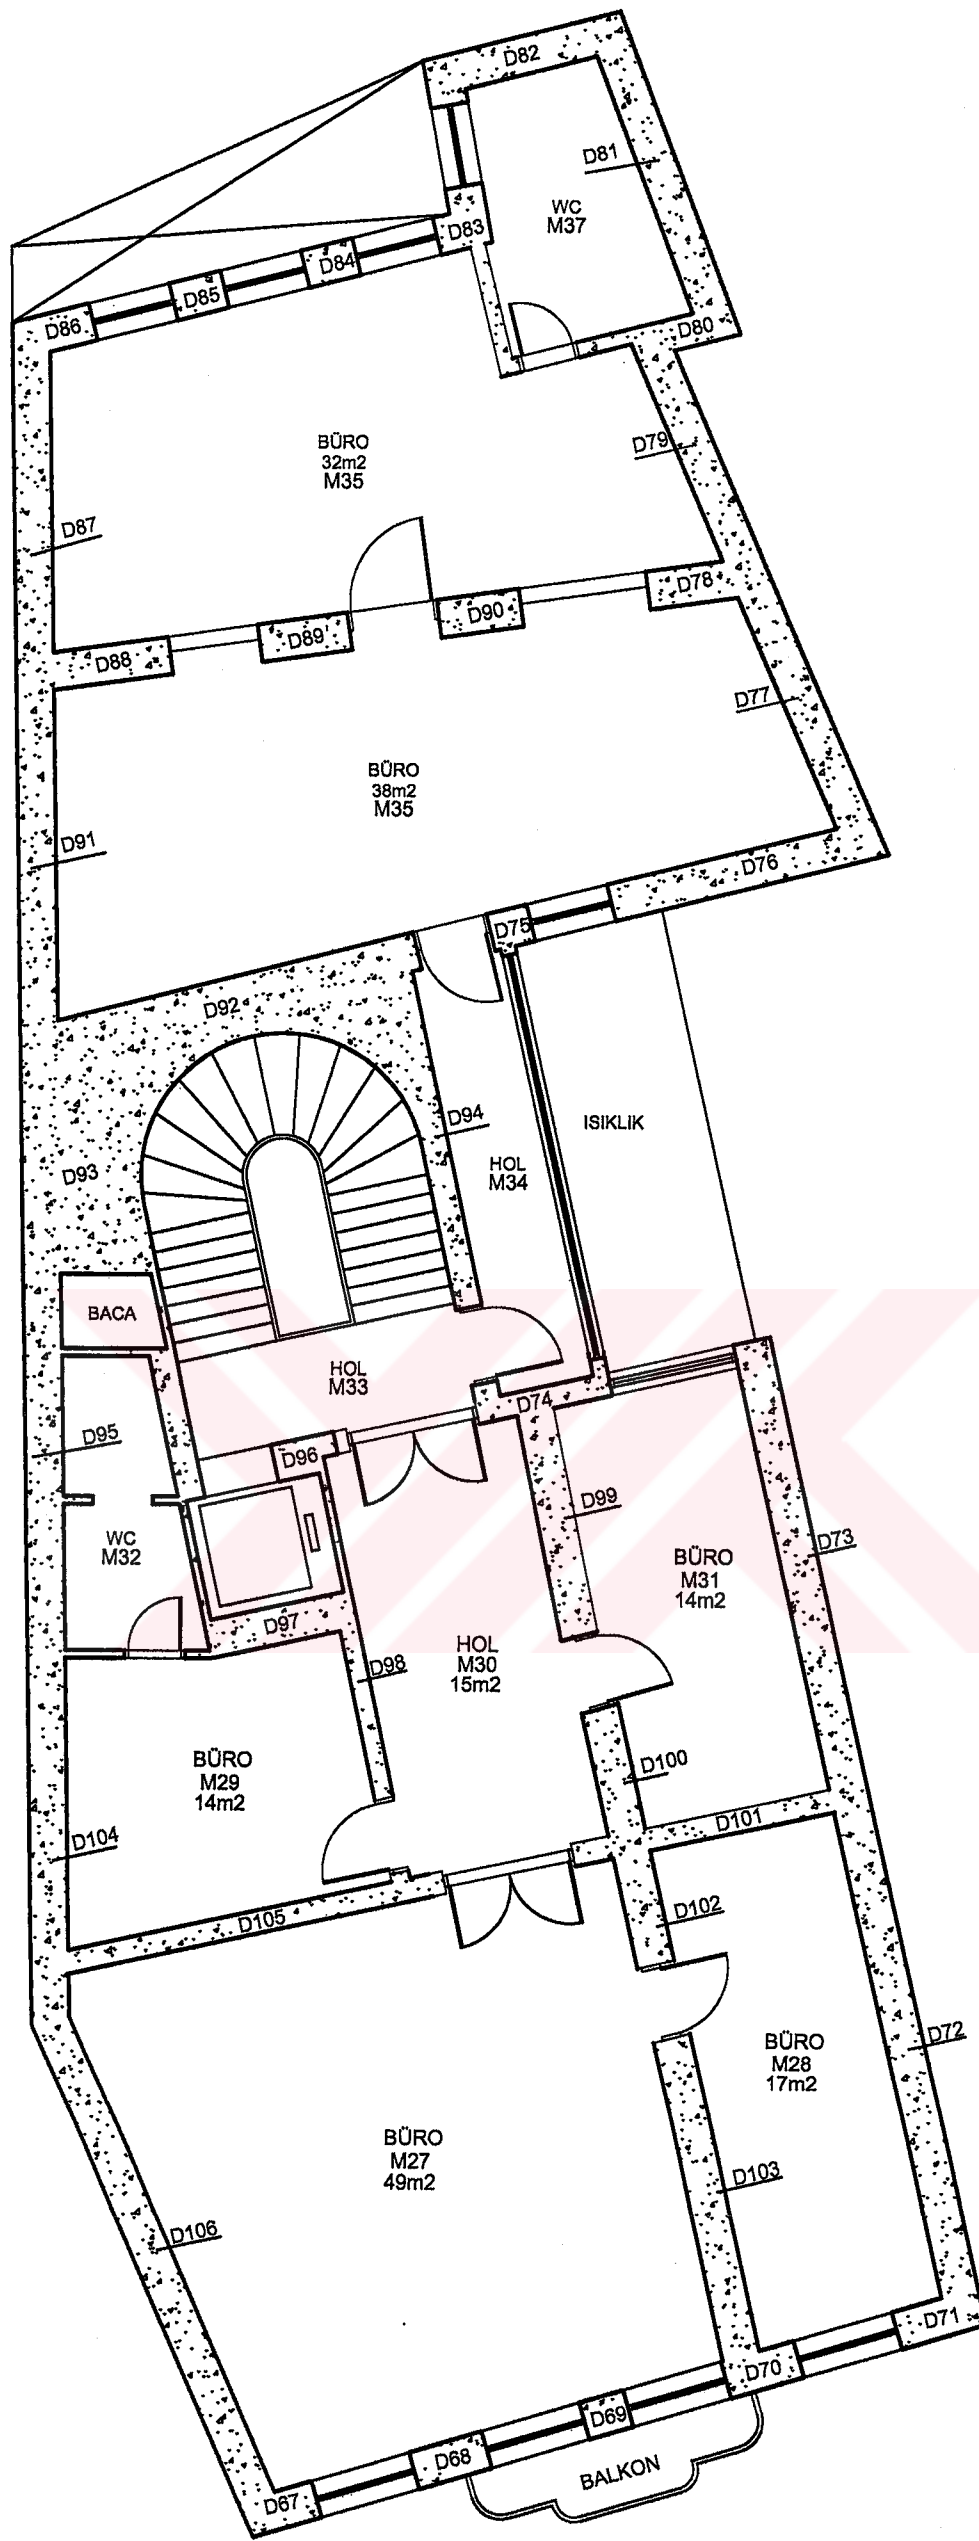 D82
D81
WC
M37
D83
D84
D85
D86
D80
BÜRO
32m2
M35
D79
D87
D78
D90
D89
D88
D77
BÜRO
38m2
M35
D91
D76
D75
D92
D94
ISIKLIK
HOL
M34
D93
BACA
HOL
M33
D74
D95
D96
D99
WC
M32
BÜRO
M31
14m2
D73
D97
HOL
M30
15m2
D98
BÜRO
M29
14m2
D100
D101
D104
D105
D102
BÜRO
M28
17m2
D72
BÜRO
M27
49m2
D103
D106
D71
D70
D69
D68
D67
BALKON